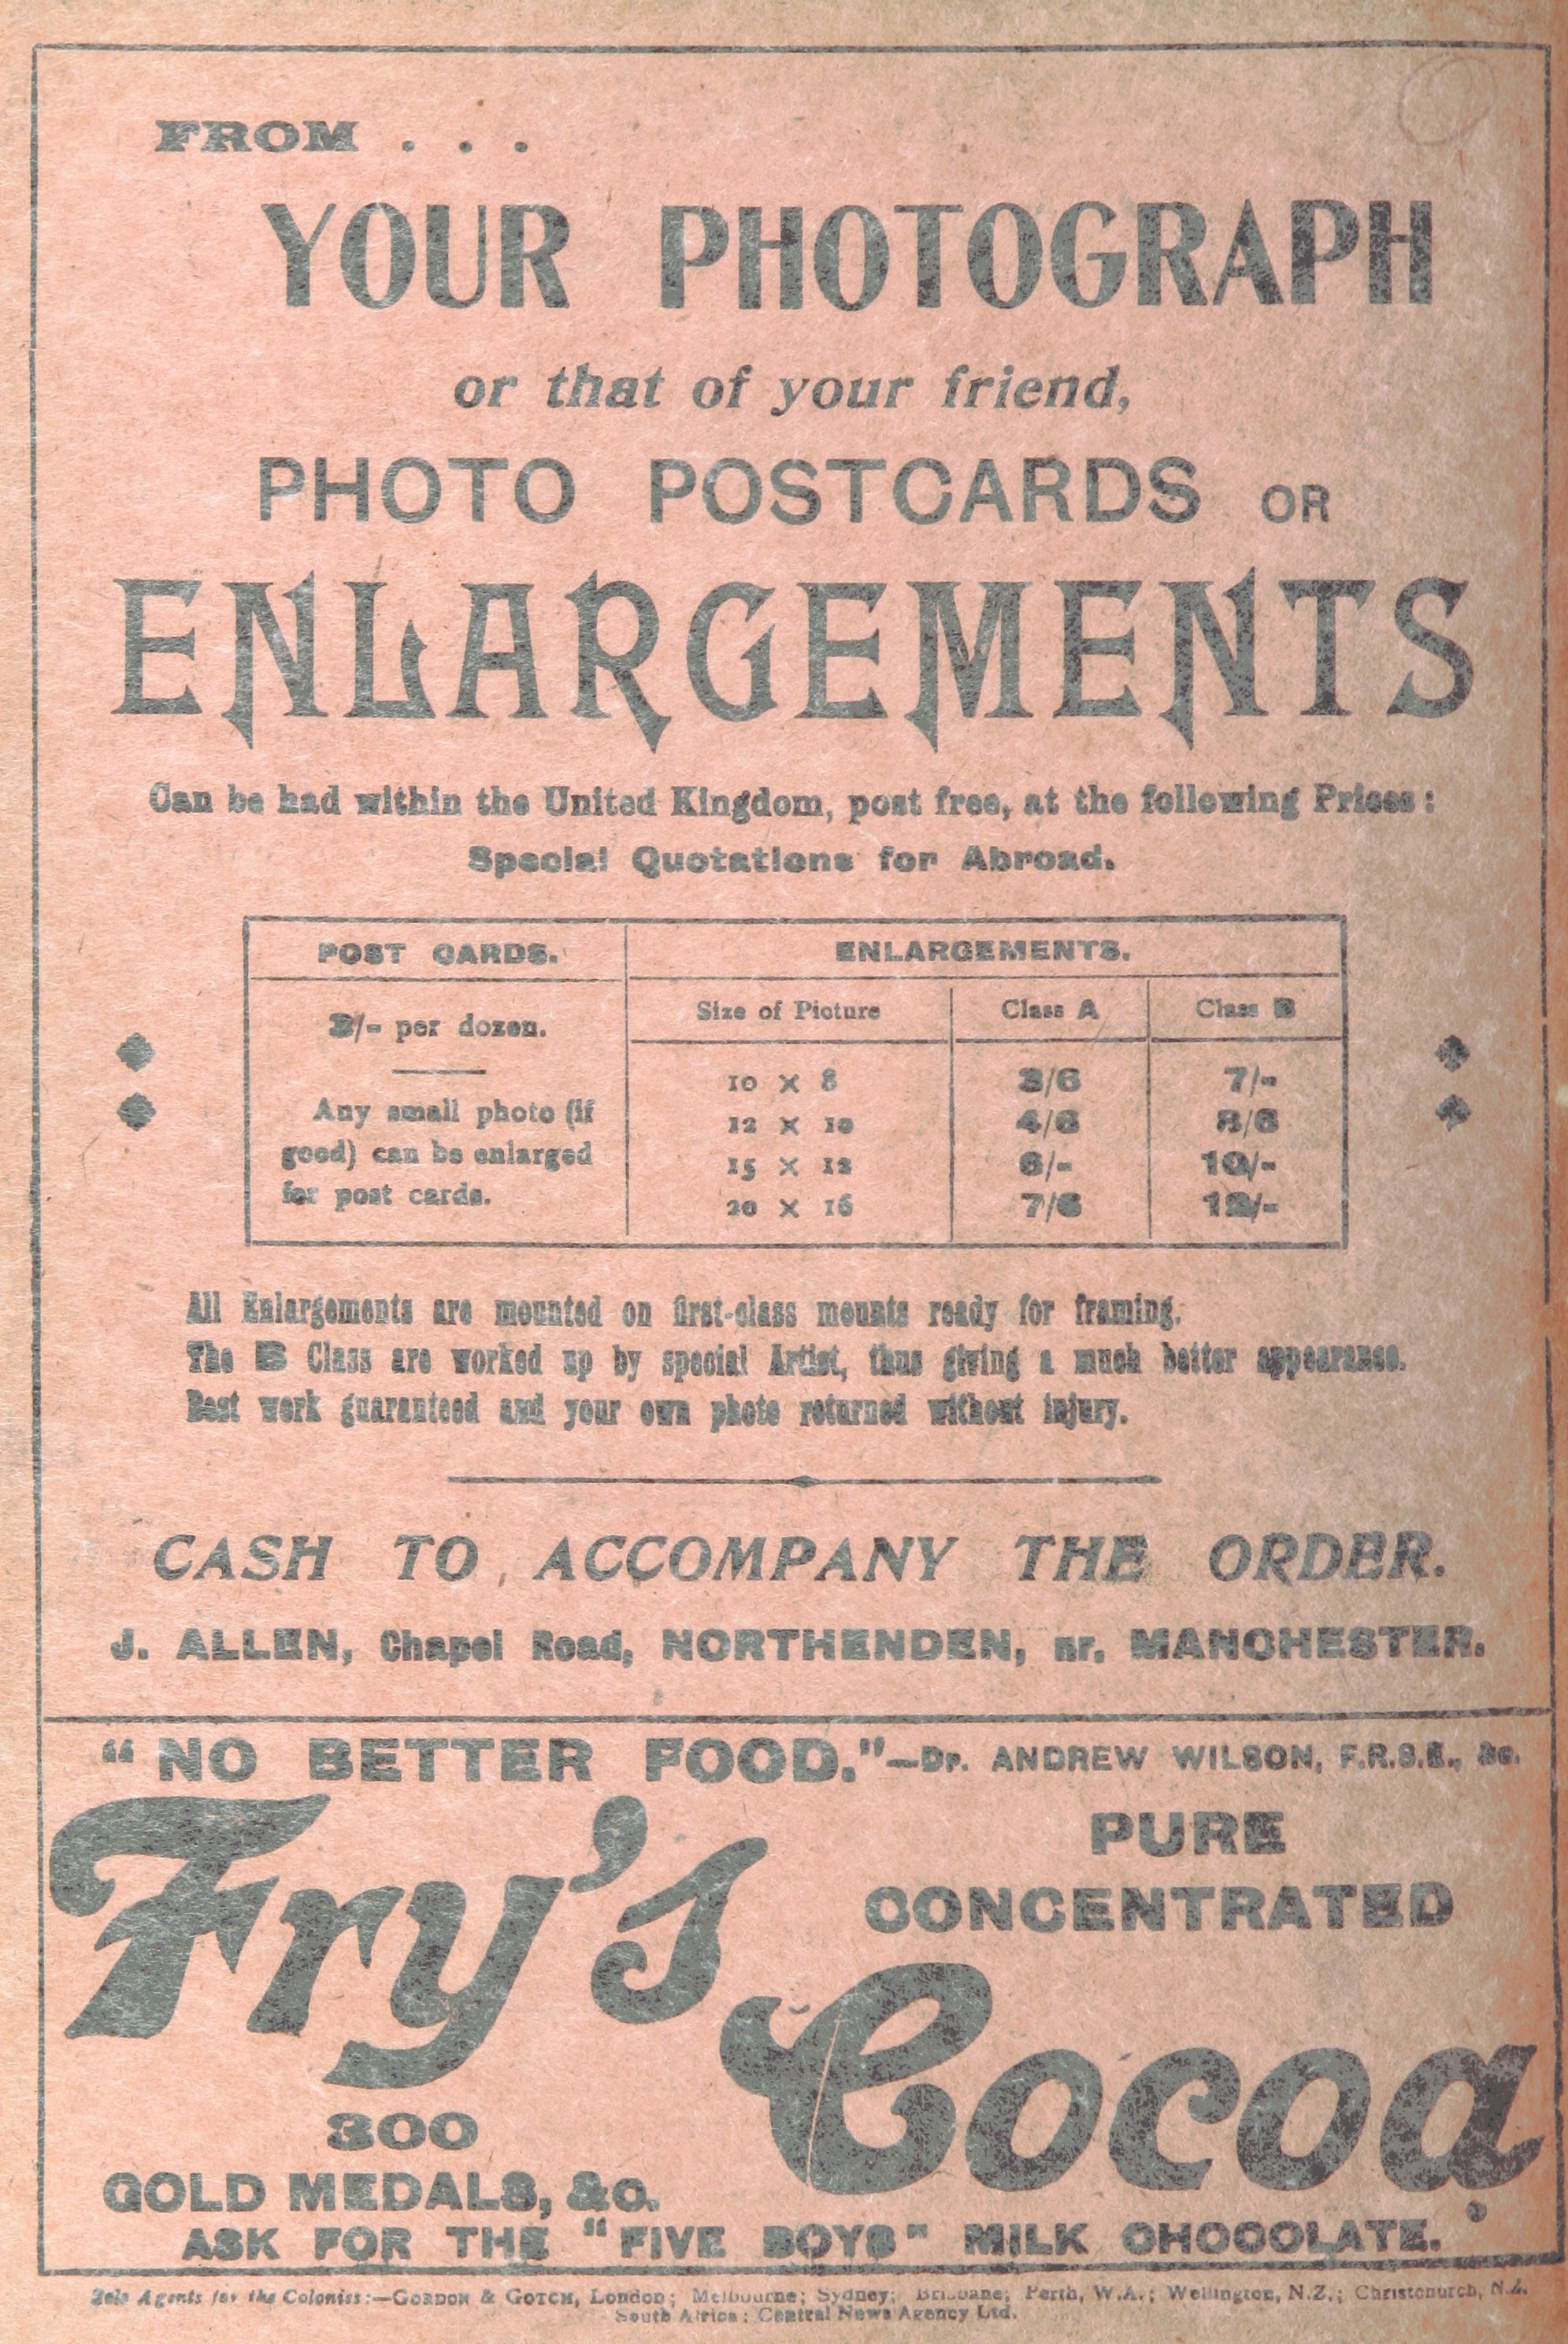 FROM . . .
YOUR PHOTOGRAPH
or that of your friend,
PHOTO POSTCARDS OR
ENLARGEMENTS
Can be had within the United Kingdom, post free, at the following Prices:
Special Quotations for Abroad.
POST CARDS.
2/- per dozen.
Any small photo (if
good) can be enlarged
for post cards.
ENLARGEMENTS.
Size of Picture Class A Class B
10 × 8 3/6 7/-
12 × 10 4/6 8/6
15 × 12 6/- 10/-
20 × 16 7/6 12/-
All Enlargements are mounted on first-class mounts ready for framing.
The B Class are worked up by special Artist, thus giving a much better appearance.
Best work guaranteed and your own photo returned without injury.
CASH TO ACCOMPANY THE ORDER.
J. ALLEN, Chapel Road, NORTHENDEN, nr. MANCHESTER.
"NO BETTER FOOD."—Dr. ANDREW WILSON, F.R.S.E., &c.
Fry's
PURE
CONCENTRATED
Cocoa
300
GOLD MEDALS, &c.
ASK FOR THE "FIVE BOYS" MILK CHOCOLATE.
Sole Agents for the Colonies:—GORDON & GOTCH, London; Melbourne; Sydney; Brisbane; Perth, W.A.; Wellington, N.Z.; Christchurch, N.Z.
South Africa: Central News Agency Ltd.